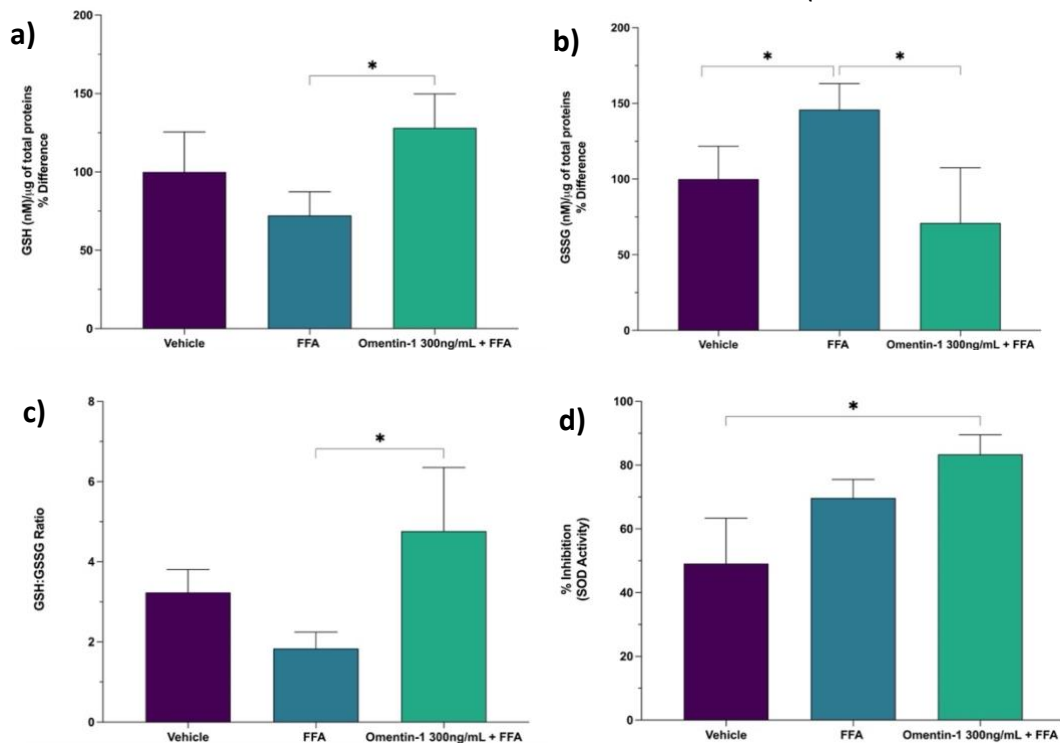 a)
GSH (nM)/µg of total proteins
% Difference
200
150
100
50
0
*
Vehicle
FFA
Omentin-1 300ng/mL + FFA
b)
GSSG (nM)/µg of total proteins
% Difference
200
150
100
50
0
*
*
Vehicle
FFA
Omentin-1 300ng/mL + FFA
c)
GSH:GSSG Ratio
8
6
4
2
0
*
Vehicle
FFA
Omentin-1 300ng/mL + FFA
d)
% Inhibition
(SOD Activity)
100
80
60
40
20
0
*
Vehicle
FFA
Omentin-1 300ng/mL + FFA